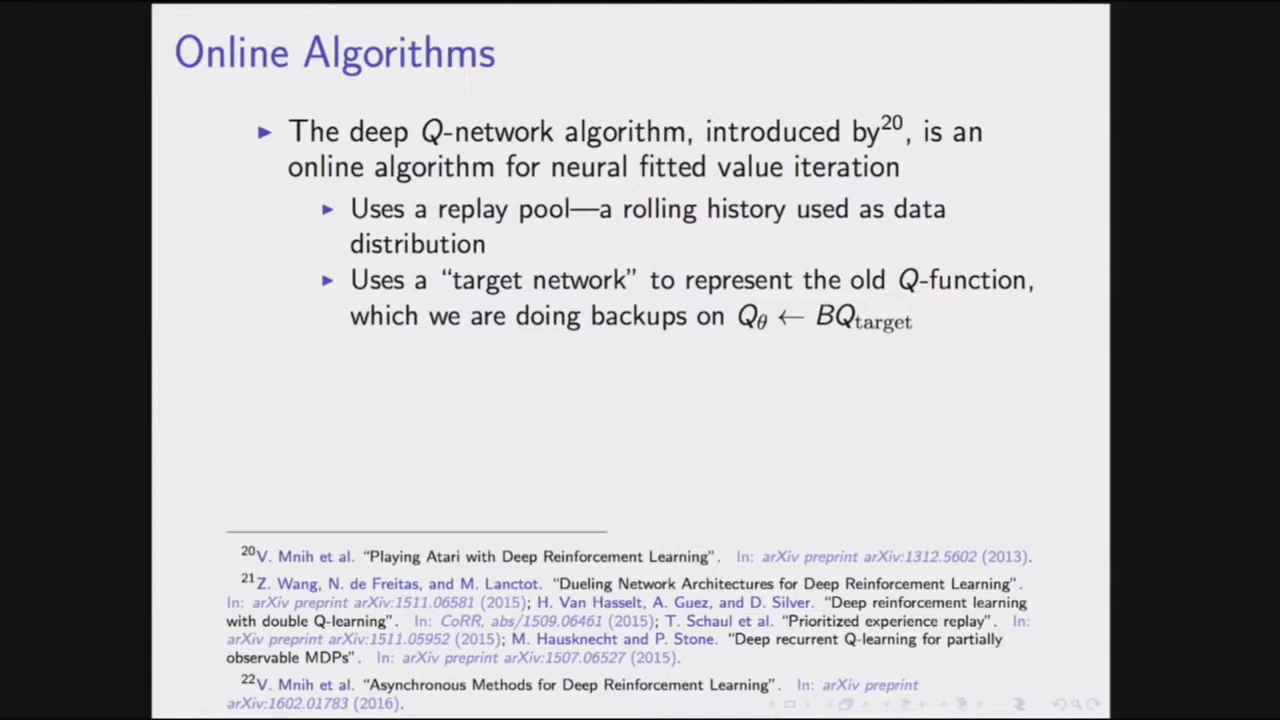 Online Algorithms
▶ The deep Q-network algorithm, introduced by²⁰, is an
online algorithm for neural fitted value iteration
▶ Uses a replay pool—a rolling history used as data
distribution
▶ Uses a “target network” to represent the old Q-function,
which we are doing backups on Qθ ← BQtarget
²⁰V. Mnih et al. “Playing Atari with Deep Reinforcement Learning”. In: arXiv preprint arXiv:1312.5602 (2013).
²¹Z. Wang, N. de Freitas, and M. Lanctot. “Dueling Network Architectures for Deep Reinforcement Learning”.
In: arXiv preprint arXiv:1511.06581 (2015); H. Van Hasselt, A. Guez, and D. Silver. “Deep reinforcement learning
with double Q-learning”. In: CoRR, abs/1509.06461 (2015); T. Schaul et al. “Prioritized experience replay”. In:
arXiv preprint arXiv:1511.05952 (2015); M. Hausknecht and P. Stone. “Deep recurrent Q-learning for partially
observable MDPs”. In: arXiv preprint arXiv:1507.06527 (2015).
²²V. Mnih et al. “Asynchronous Methods for Deep Reinforcement Learning”. In: arXiv preprint
arXiv:1602.01783 (2016).